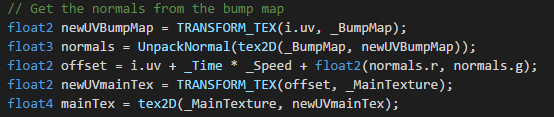 // Get the normals from the bump map
float2 newUVBumpMap = TRANSFORM_TEX(i.uv, _BumpMap);
float3 normals = UnpackNormal(tex2D(_BumpMap, newUVBumpMap));
float2 offset = i.uv + _Time * _Speed + float2(normals.r, normals.g);
float2 newUVmainTex = TRANSFORM_TEX(offset, _MainTexture);
float4 mainTex = tex2D(_MainTexture, newUVmainTex);